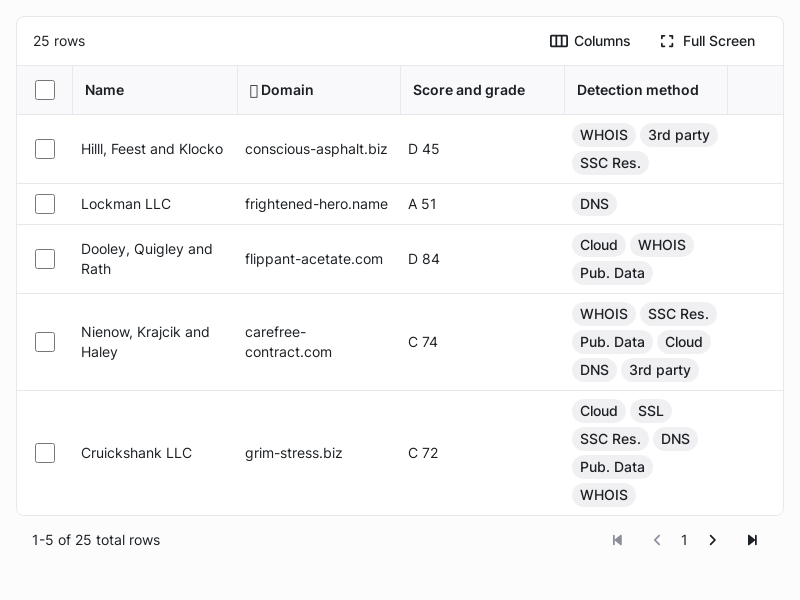 25 rows
Columns
Full Screen
Name
Domain
Score and grade
Detection method
Hilll, Feest and Klocko
conscious-asphalt.biz
D 45
WHOIS 3rd party
SSC Res.
Lockman LLC
frightened-hero.name
A 51
DNS
Dooley, Quigley and
Rath
flippant-acetate.com
D 84
Cloud WHOIS
Pub. Data
Nienow, Krajcik and
Haley
carefree-
contract.com
C 74
WHOIS SSC Res.
Pub. Data Cloud
DNS 3rd party
Cruickshank LLC
grim-stress.biz
C 72
Cloud SSL
SSC Res. DNS
Pub. Data
WHOIS
1-5 of 25 total rows
1